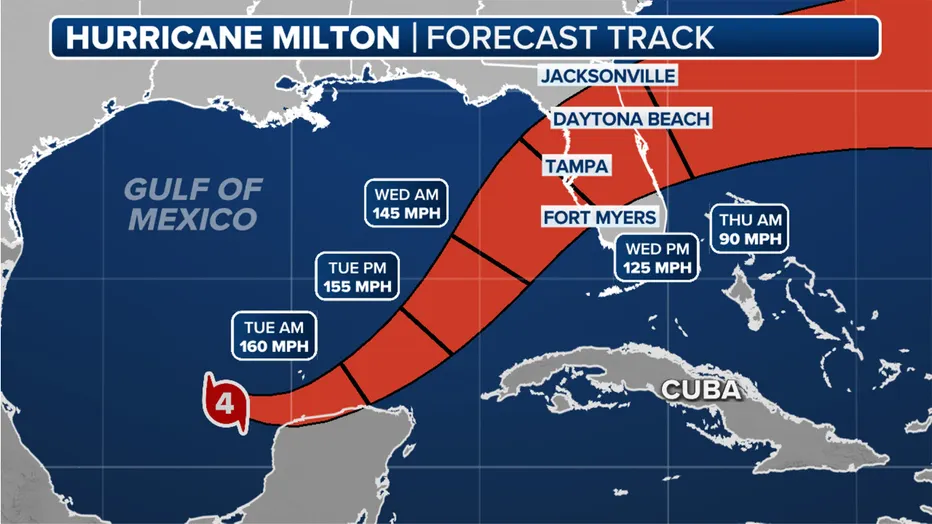 HURRICANE MILTON | FORECAST TRACK
JACKSONVILLE
DAYTONA BEACH
GULF OF
MEXICO
TAMPA
WED AM
145 MPH
FORT MYERS
THU AM
90 MPH
WED PM
125 MPH
TUE PM
155 MPH
TUE AM
160 MPH
4
CUBA